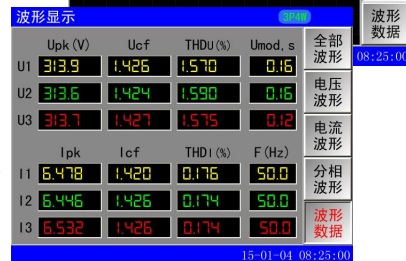 波形显示 3P4W
Upk(V) Ucf THDU(%) Umod,s
U1 313.9 1.426 1.570 0.16
U2 313.6 1.424 1.590 0.16
U3 313.7 1.427 1.575 0.12
Ipk Icf THDI(%) F(Hz)
I1 6.478 1.420 0.176 50.0
I2 6.446 1.426 0.174 50.0
I3 6.532 1.426 0.174 50.0
全部
波形
电压
波形
电流
波形
分相
波形
波形
数据
15-01-04 08:25:00
波形
数据
08:25:00